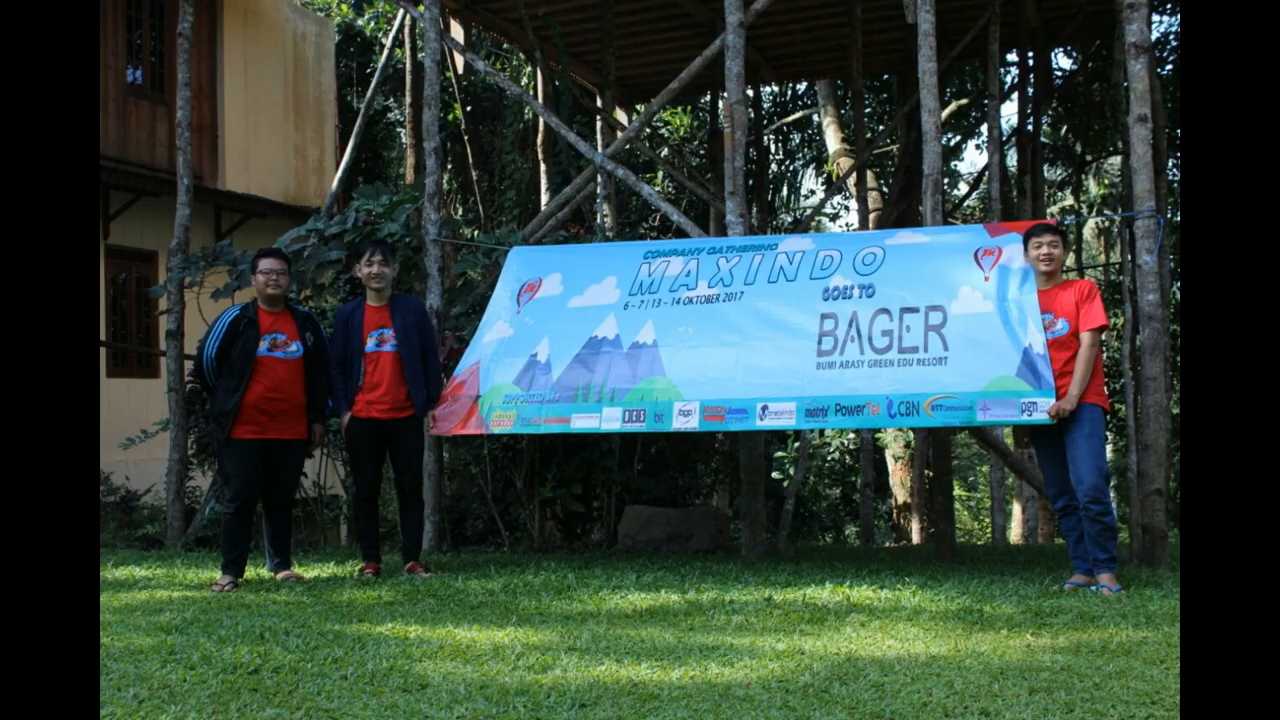 COMPANY GATHERING
MAXINDO
6 - 7 / 13 - 14 OKTOBER 2017
GOES TO
BAGER
BUMI ARASY GREEN EDU RESORT
SUPPORTED BY:
matrix PowerTel CBN pgm